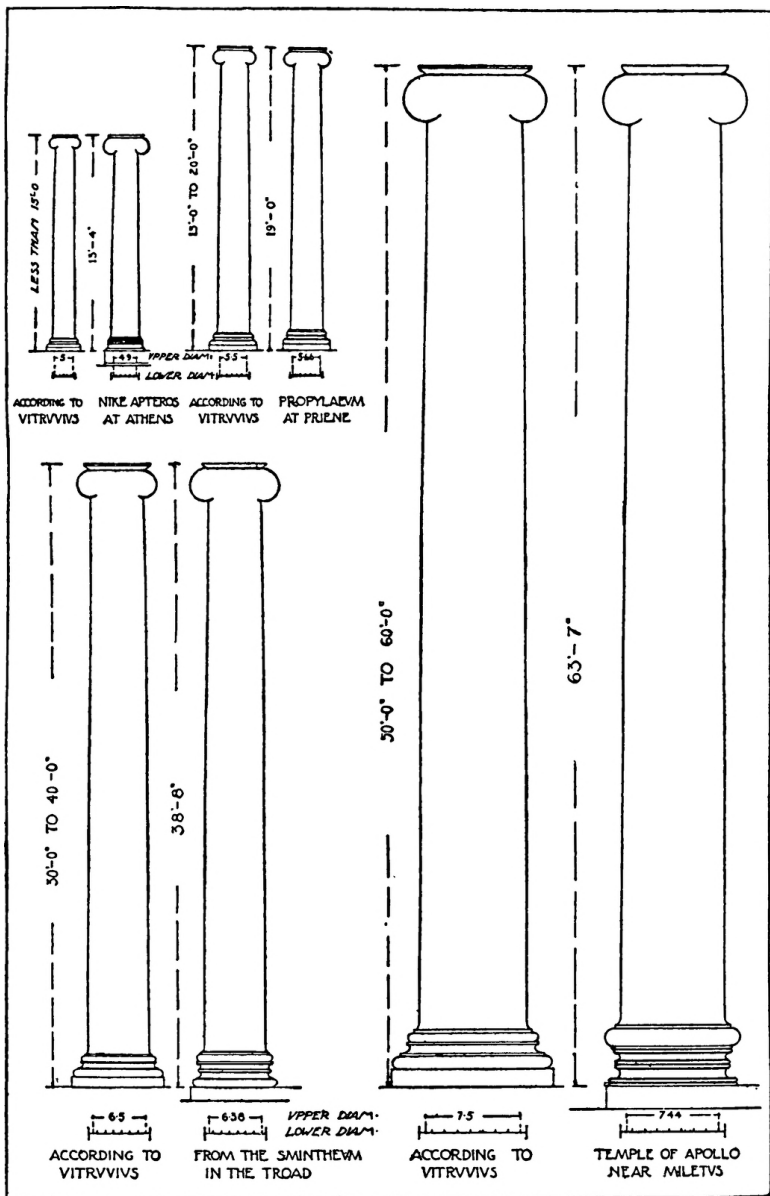 LESS THAN 15'-0
15'-4"
15'-0" TO 20'-0"
19'-0"
5
4.9
VPPER DIAM.
5.5
5.66
LOWER DIAM.
ACCORDING TO
VITRVVIVS
NIKE APTEROS
AT ATHENS
ACCORDING TO
VITRVVIVS
PROPYLAEVM
AT PRIENE
30'-0" TO 40'-0"
38'-8"
50'-0" TO 60'-0"
63'-7"
6.5
6.38
VPPER DIAM.
LOWER DIAM.
7.5
7.44
ACCORDING TO
VITRVVIVS
FROM THE SMINTHEVM
IN THE TROAD
ACCORDING TO
VITRVVIVS
TEMPLE OF APOLLO
NEAR MILETVS